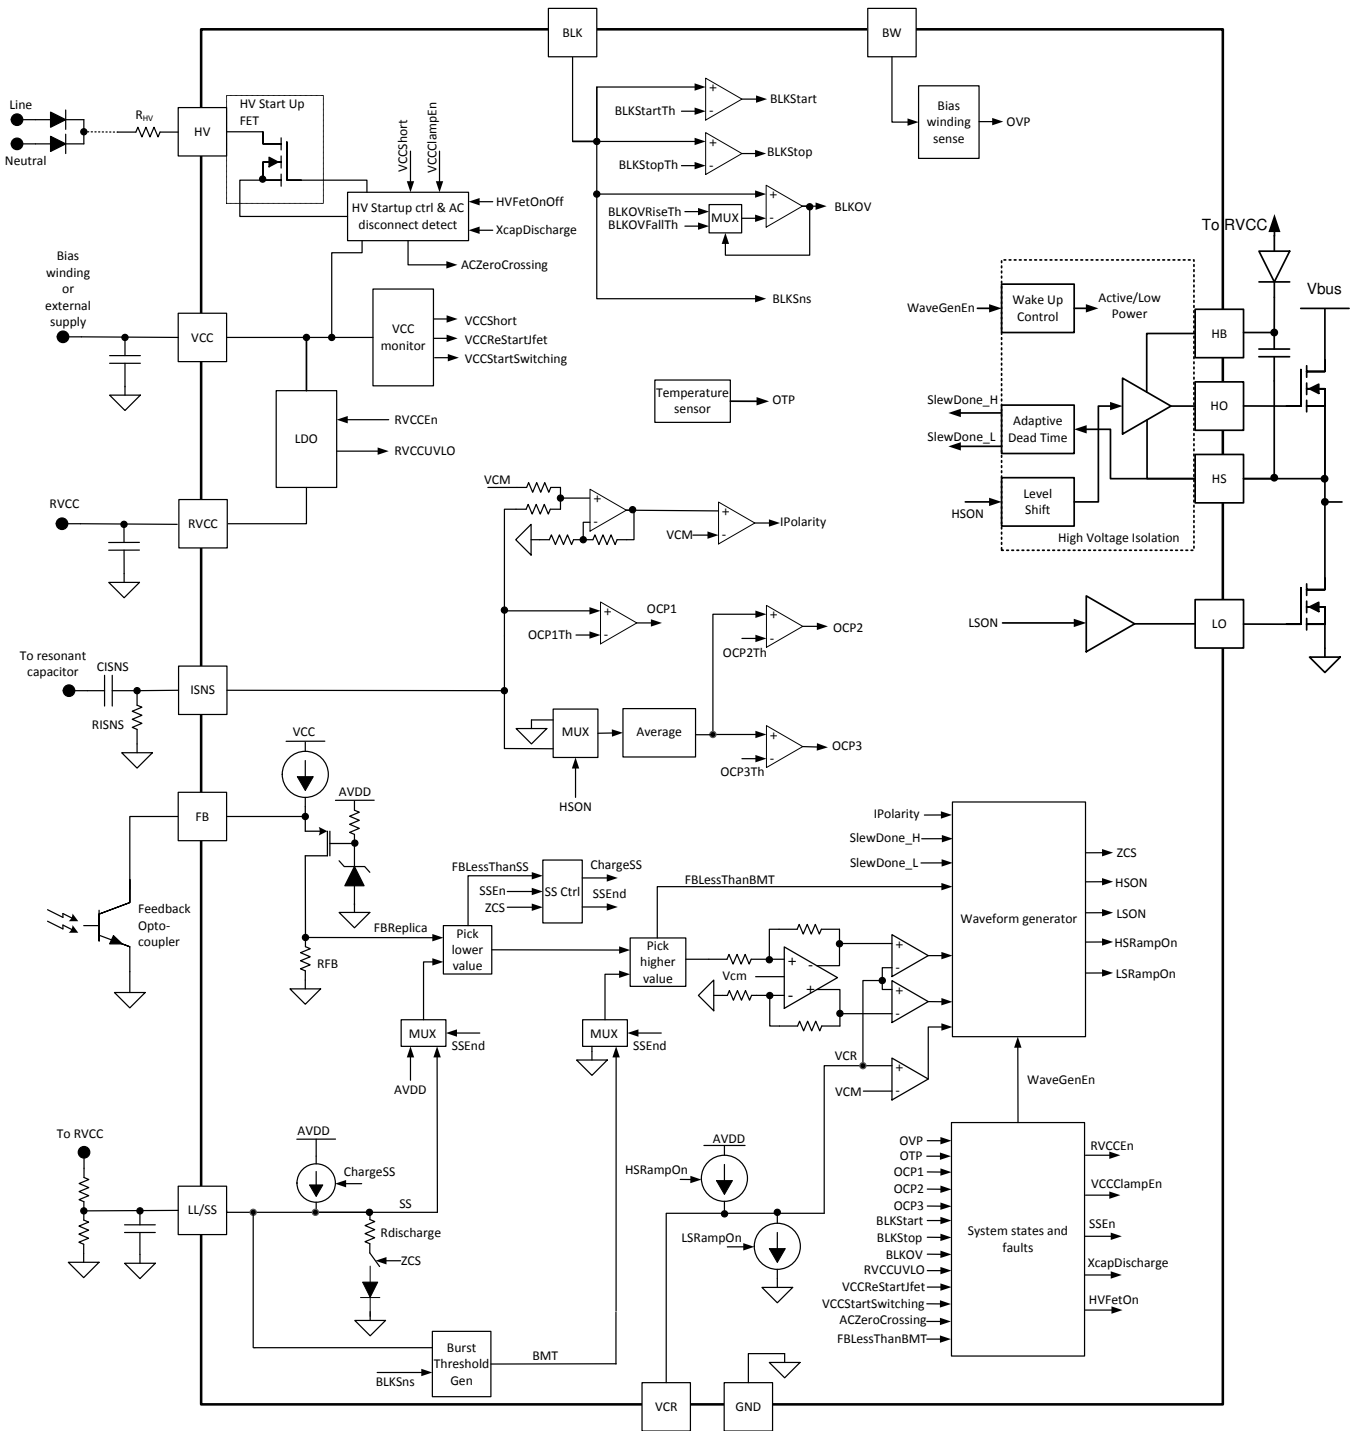 BLK
BW
Line
Neutral
RHV
HV
HV Start Up
FET
VCCShort
VCCClampEn
HV Startup ctrl & AC
disconnect detect
HVFetOnOff
XcapDischarge
ACZeroCrossing
+
-
BLKStartTh
BLKStart
+
-
BLKStopTh
BLKStop
+
-
BLKOVRiseTh
BLKOVFallTh
MUX
BLKOV
BLKSns
Bias
winding
sense
OVP
Bias
winding
or
external
supply
VCC
VCC
monitor
VCCShort
VCCReStartJfet
VCCStartSwitching
LDO
RVCCEn
RVCCUVLO
RVCC
RVCC
Temperature
sensor
OTP
To RVCC
Vbus
WaveGenEn
Wake Up
Control
Active/Low
Power
HB
SlewDone_H
SlewDone_L
Adaptive
Dead Time
HO
HS
HSON
Level
Shift
High Voltage Isolation
LSON
LO
VCM
+
-
+
-
VCM
IPolarity
+
-
OCP1Th
OCP1
+
-
OCP2Th
OCP2
To resonant
capacitor
CISNS
RISNS
ISNS
MUX
Average
HSON
+
-
OCP3Th
OCP3
VCC
AVDD
FB
Feedback
Opto-
coupler
RFB
FBReplica
FBLessThanSS
SSEn
ZCS
SS Ctrl
ChargeSS
SSEnd
Pick
lower
value
FBLessThanBMT
Pick
higher
value
Vcm
+
-
-
+
+
-
+
-
MUX
SSEnd
AVDD
MUX
SSEnd
VCR
VCM
+
-
IPolarity
SlewDone_H
SlewDone_L
Waveform generator
ZCS
HSON
LSON
HSRampOn
LSRampOn
WaveGenEn
To RVCC
LL/SS
AVDD
ChargeSS
SS
Rdischarge
ZCS
AVDD
HSRampOn
LSRampOn
OVP
OTP
OCP1
OCP2
OCP3
BLKStart
BLKStop
BLKOV
RVCCUVLO
VCCReStartJfet
VCCStartSwitching
ACZeroCrossing
FBLessThanBMT
System states and
faults
RVCCEn
VCCClampEn
SSEn
XcapDischarge
HVFetOn
Burst
Threshold
Gen
BLKSns
BMT
VCR
GND